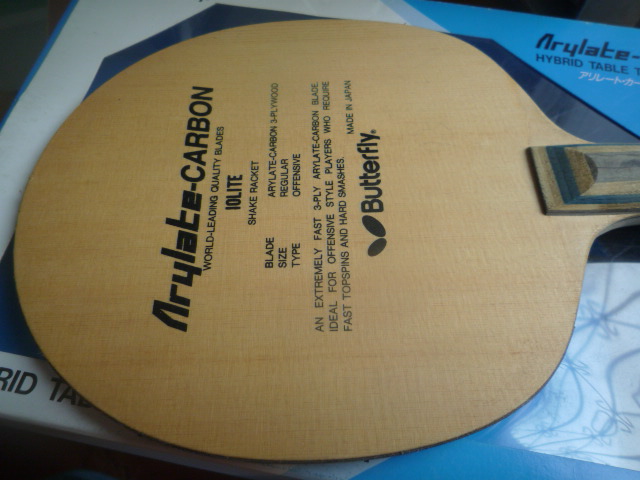 Arylate-CARBON
WORLD-LEADING QUALITY BLADES
IOLITE
SHAKE RACKET
BLADE ARYLATE-CARBON 3-PLYWOOD
SIZE REGULAR
TYPE OFFENSIVE
AN EXTREMELY FAST 3-PLY ARYLATE-CARBON BLADE.
IDEAL FOR OFFENSIVE STYLE PLAYERS WHO REQUIRE
FAST TOPSPINS AND HARD SMASHES.
MADE IN JAPAN
Butterfly.
Arylate-
HYBRID TABLE T
アリレート・カー
RID TA